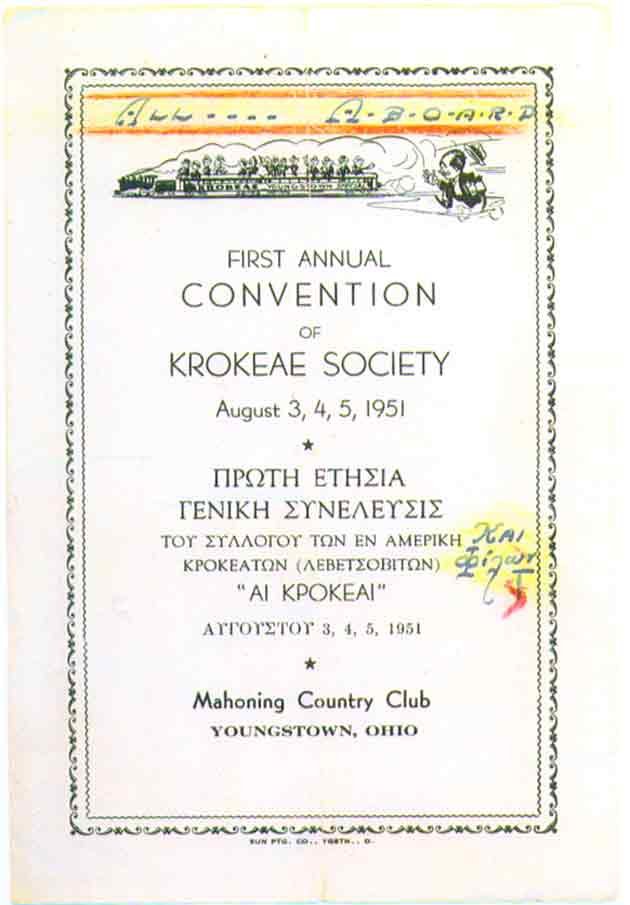 All---- A-B-O-A-R-D
KROKEAE YOUNGSTOWN
FIRST ANNUAL
CONVENTION
OF
KROKEAE SOCIETY
August 3, 4, 5, 1951
★
ΠΡΩΤΗ ΕΤΗΣΙΑ
ΓΕΝΙΚΗ ΣΥΝΕΛΕΥΣΙΣ
ΤΟΥ ΣΥΛΛΟΓΟΥ ΤΩΝ ΕΝ ΑΜΕΡΙΚΗ ΚΑΙ
ΚΡΟΚΕΑΤΩΝ (ΛΕΒΕΤΣΟΒΙΤΩΝ) Φίλων
"ΑΙ ΚΡΟΚΕΑΙ"
ΑΥΓΟΥΣΤΟΥ 3, 4, 5, 1951
★
Mahoning Country Club
YOUNGSTOWN, OHIO
SUN PTG. CO., YGSTN., O.